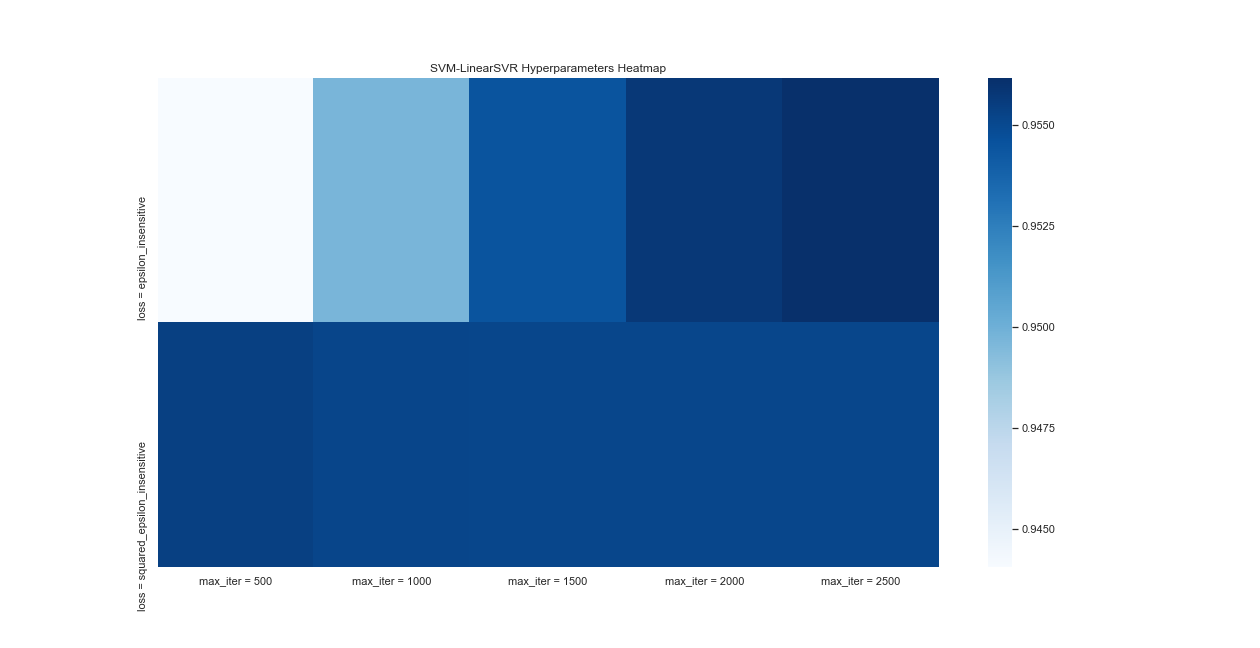 SVM-LinearSVR Hyperparameters Heatmap
loss = epsilon_insensitive
loss = squared_epsilon_insensitive
max_iter = 500
max_iter = 1000
max_iter = 1500
max_iter = 2000
max_iter = 2500
0.9550
0.9525
0.9500
0.9475
0.9450